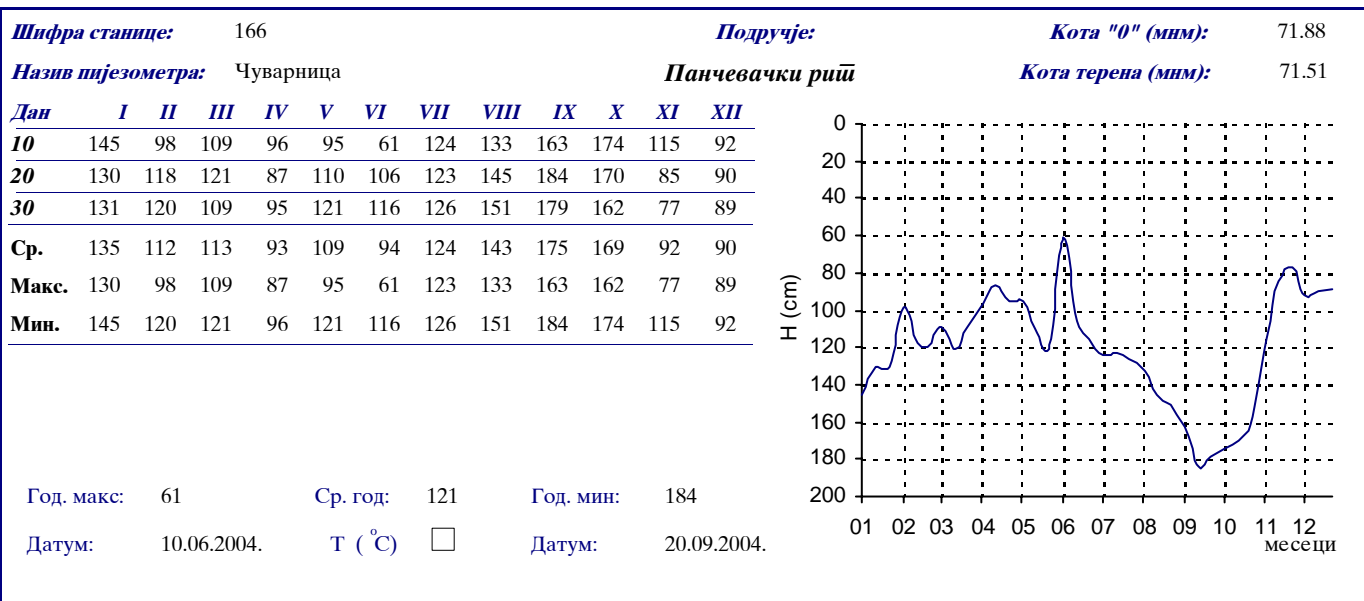 Шифра станице: 166 Подручје: Кота "0" (мнм): 71.88
Назив пијезометра: Чуварница Панчевачки рит Кота терена (мнм): 71.51
Дан I II III IV V VI VII VIII IX X XI XII
10 145 98 109 96 95 61 124 133 163 174 115 92
20 130 118 121 87 110 106 123 145 184 170 85 90
30 131 120 109 95 121 116 126 151 179 162 77 89
Ср. 135 112 113 93 109 94 124 143 175 169 92 90
Макс. 130 98 109 87 95 61 123 133 163 162 77 89
Мин. 145 120 121 96 121 116 126 151 184 174 115 92
0
20
40
60
80
100
120
140
160
180
200
H (cm)
01 02 03 04 05 06 07 08 09 10 11 12
месеци
Год. макс: 61 Ср. год: 121 Год. мин: 184
Датум: 10.06.2004. T (°C) Датум: 20.09.2004.